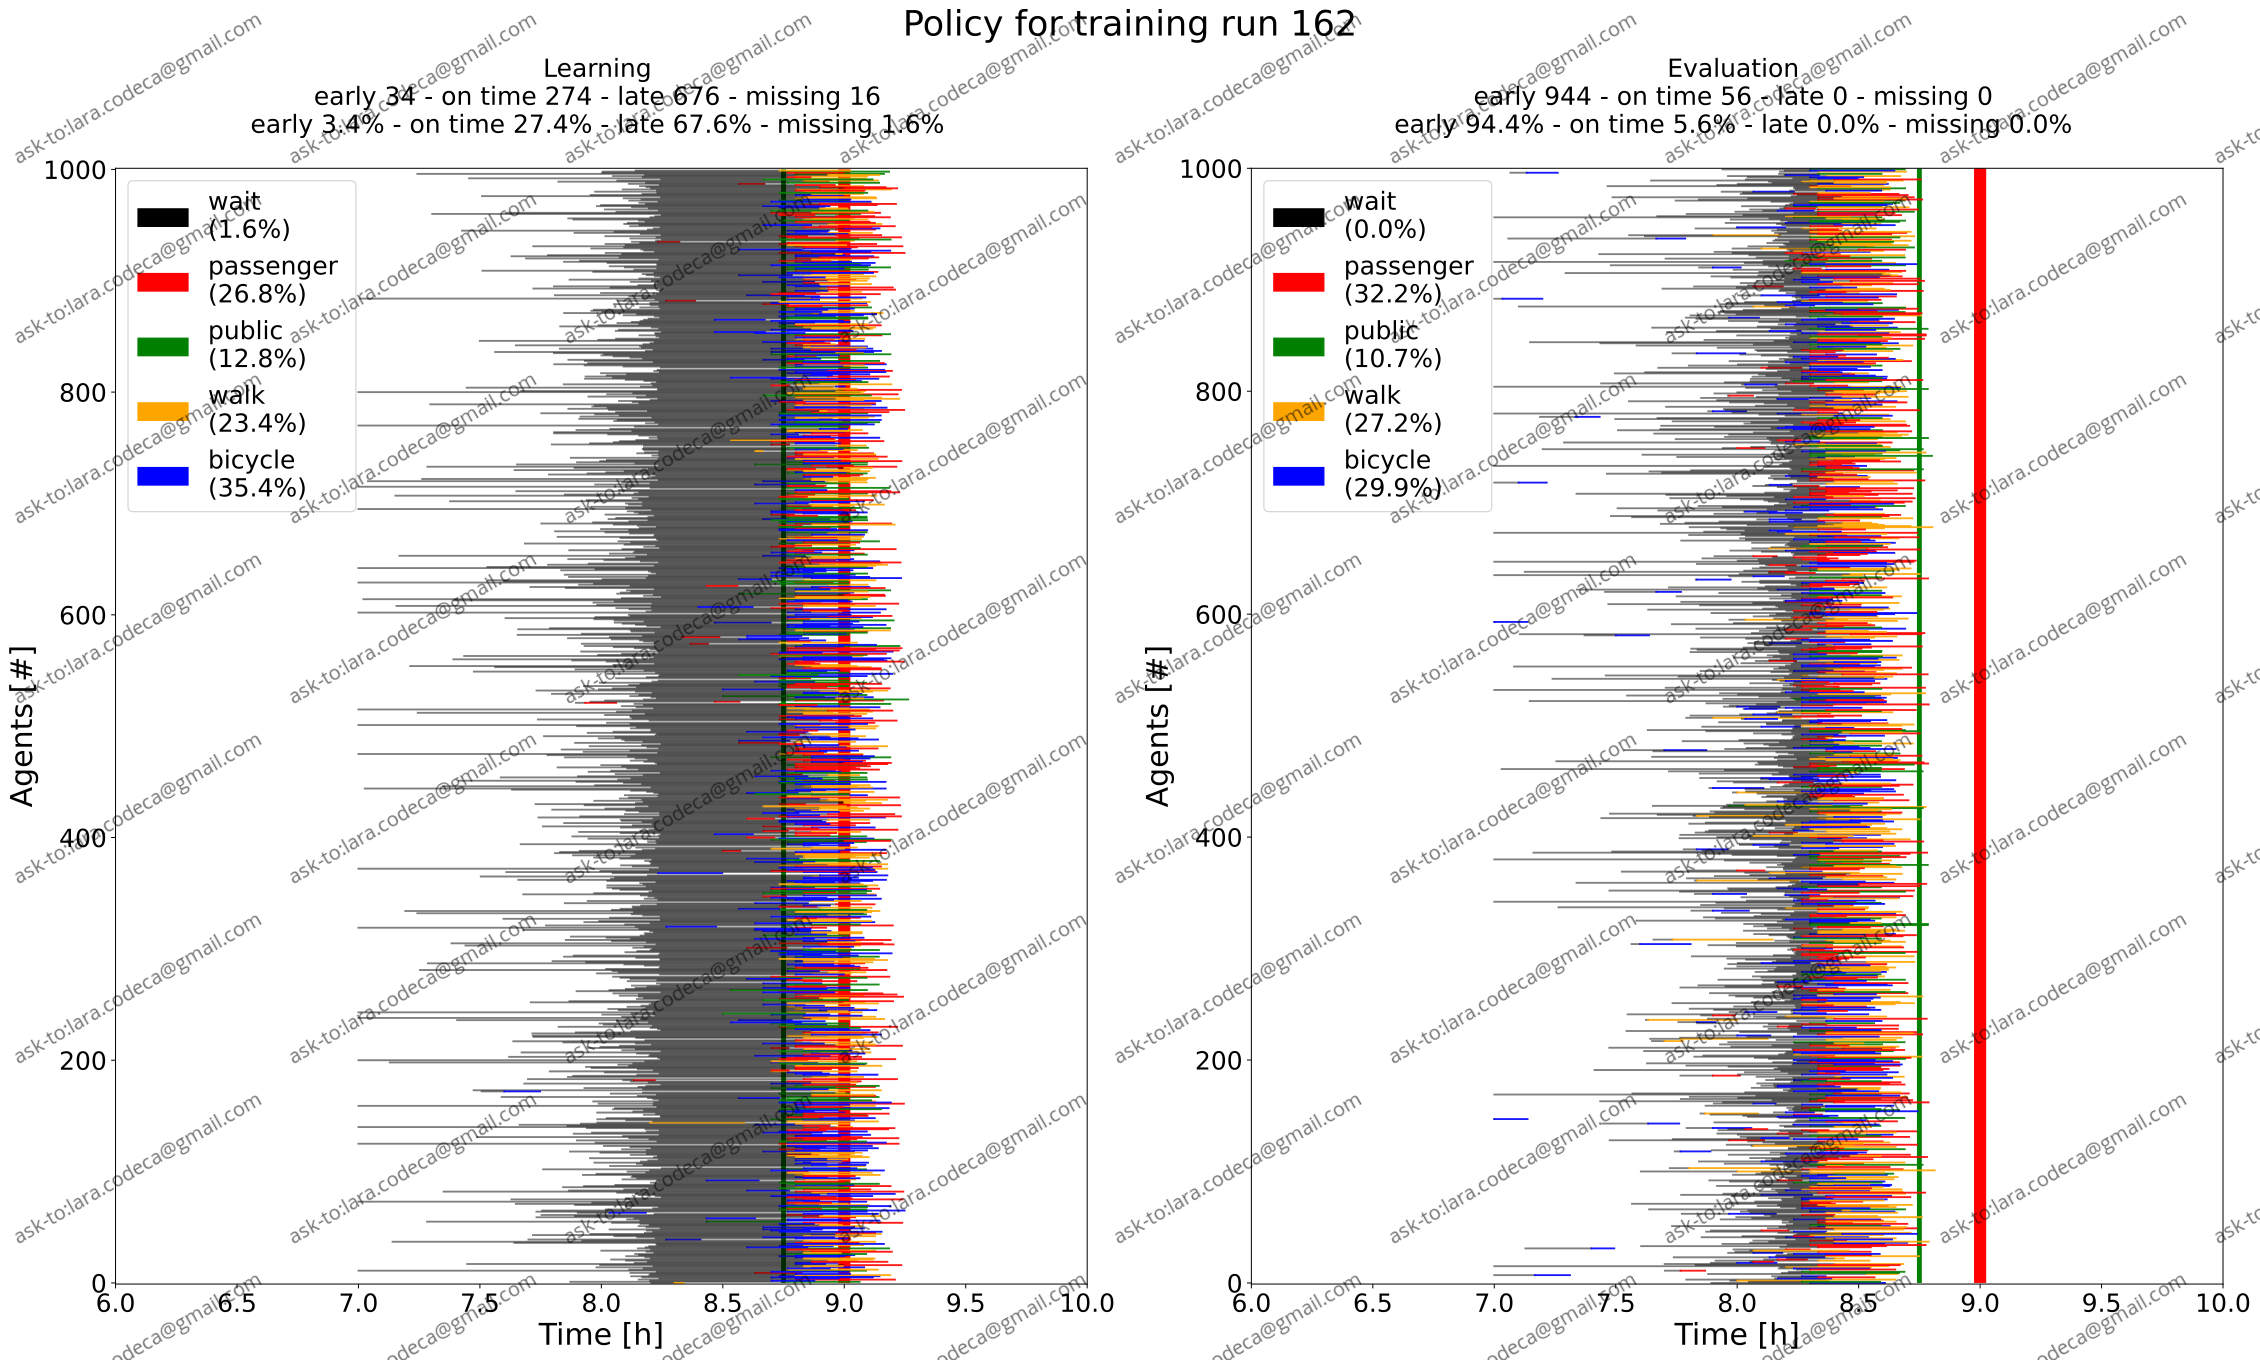 Policy for training run 162
Learning
early 34 - on time 274 - late 676 - missing 16
early 3.4% - on time 27.4% - late 67.6% - missing 1.6%
Evaluation
early 944 - on time 56 - late 0 - missing 0
early 94.4% - on time 5.6% - late 0.0% - missing 0.0%
wait
(1.6%)
passenger
(26.8%)
public
(12.8%)
walk
(23.4%)
bicycle
(35.4%)
Agents [#]
1000
800
600
400
200
0
6.0 6.5 7.0 7.5 8.0 8.5 9.0 9.5 10.0
Time [h]
wait
(0.0%)
passenger
(32.2%)
public
(10.7%)
walk
(27.2%)
bicycle
(29.9%)
Agents [#]
1000
800
600
400
200
0
6.0 6.5 7.0 7.5 8.0 8.5 9.0 9.5 10.0
Time [h]
ask-to:lara.codeca@gmail.com